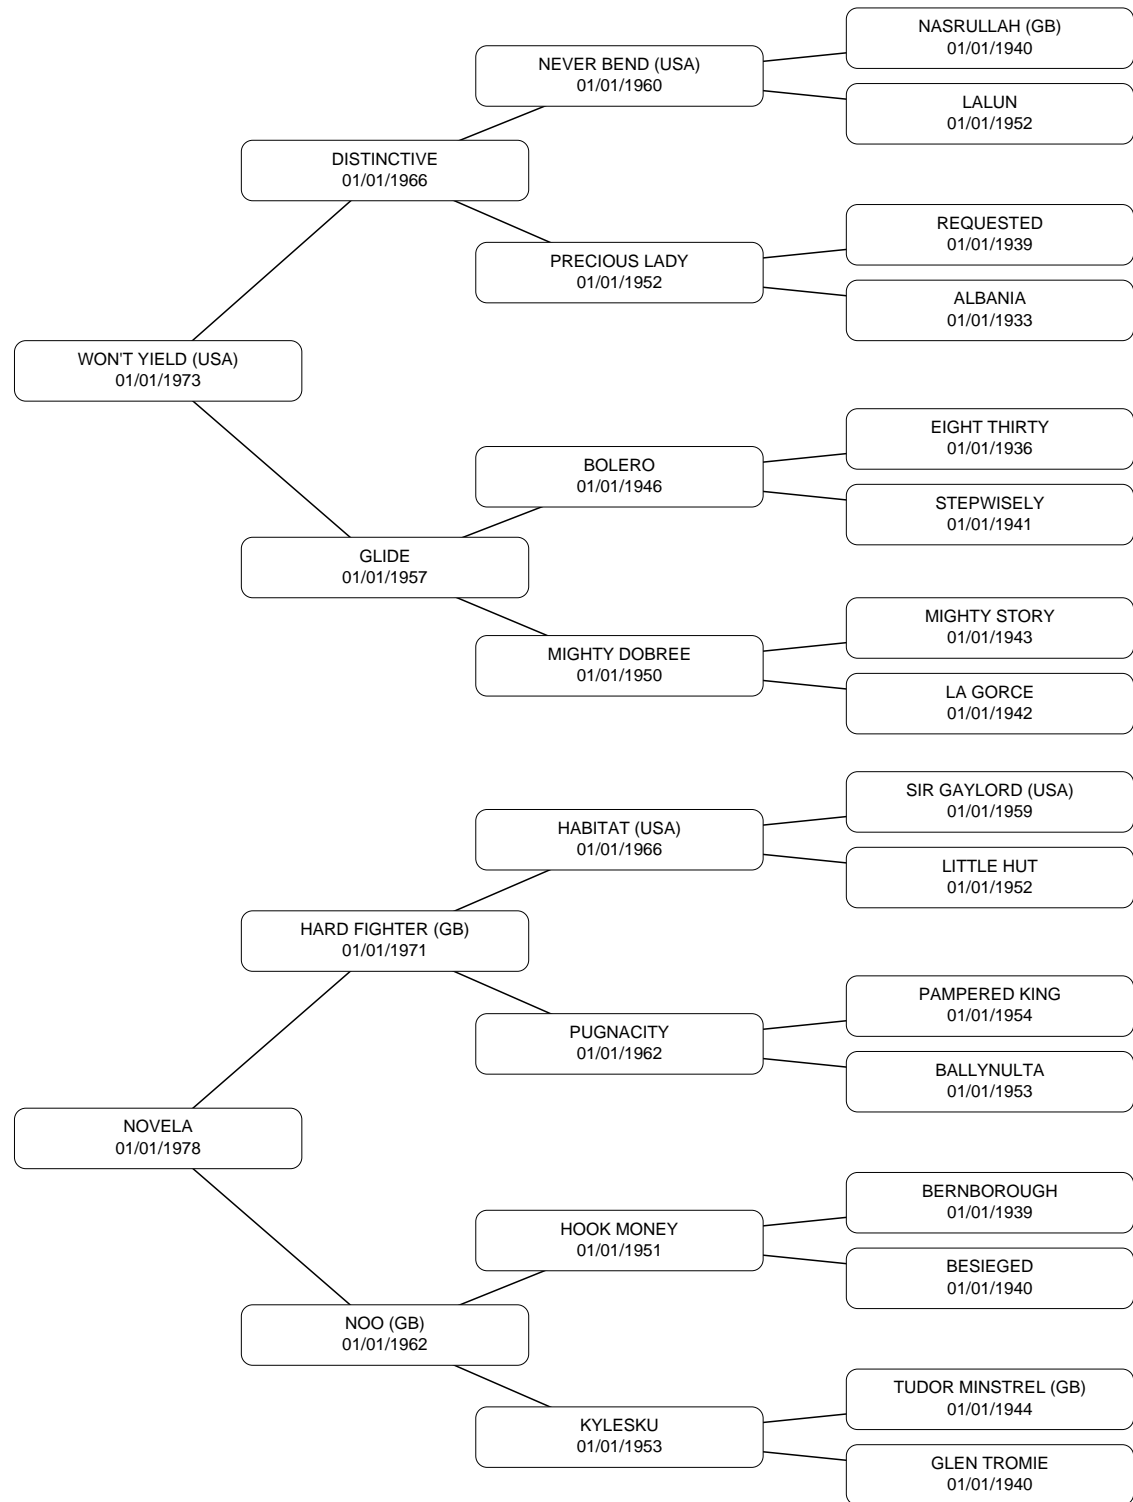 NASRULLAH (GB)
01/01/1940
NEVER BEND (USA)
01/01/1960
LALUN
01/01/1952
DISTINCTIVE
01/01/1966
REQUESTED
01/01/1939
PRECIOUS LADY
01/01/1952
ALBANIA
01/01/1933
WON'T YIELD (USA)
01/01/1973
EIGHT THIRTY
01/01/1936
BOLERO
01/01/1946
STEPWISELY
01/01/1941
GLIDE
01/01/1957
MIGHTY STORY
01/01/1943
MIGHTY DOBREE
01/01/1950
LA GORCE
01/01/1942
SIR GAYLORD (USA)
01/01/1959
HABITAT (USA)
01/01/1966
LITTLE HUT
01/01/1952
HARD FIGHTER (GB)
01/01/1971
PAMPERED KING
01/01/1954
PUGNACITY
01/01/1962
BALLYNULTA
01/01/1953
NOVELA
01/01/1978
BERNBOROUGH
01/01/1939
HOOK MONEY
01/01/1951
BESIEGED
01/01/1940
NOO (GB)
01/01/1962
TUDOR MINSTREL (GB)
01/01/1944
KYLESKU
01/01/1953
GLEN TROMIE
01/01/1940